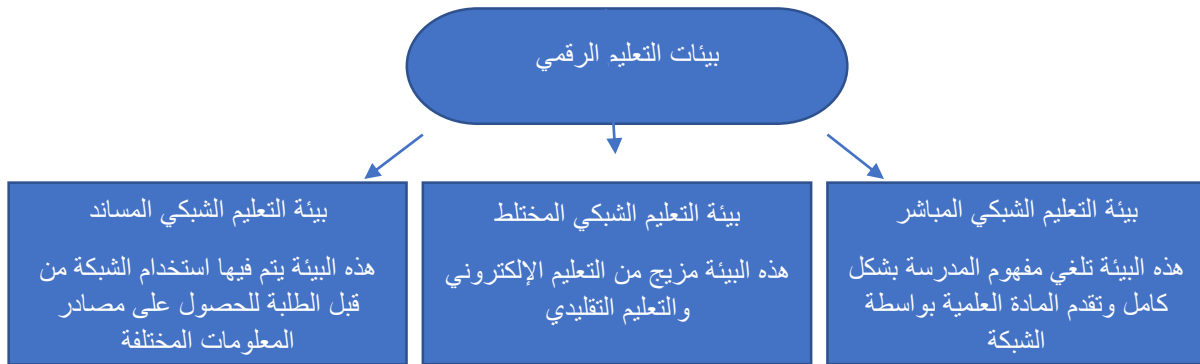 بيئات التعليم الرقمي
بيئة التعليم الشبكي المباشر
هذه البيئة تلغي مفهوم المدرسة بشكل
كامل وتقدم المادة العلمية بواسطة
الشبكة
بيئة التعليم الشبكي المختلط
هذه البيئة مزيج من التعليم الإلكتروني
والتعليم التقليدي
بيئة التعليم الشبكي المساند
هذه البيئة يتم فيها استخدام الشبكة من
قبل الطلبة للحصول على مصادر
المعلومات المختلفة